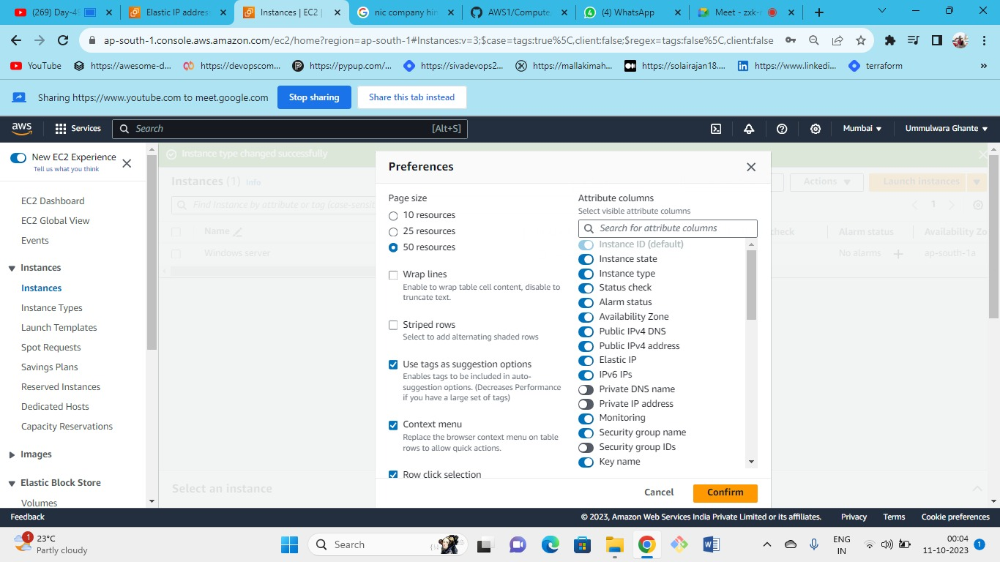 (269) Day-4
Elastic IP addres
Instances | EC2 |
nic company hin
AWS1/Compute
(4) WhatsApp
Meet - zxk-r
ap-south-1.console.aws.amazon.com/ec2/home?region=ap-south-1#Instances:v=3;$case=tags:true%5C,client:false;$regex=tags:false%5C,client:false
YouTube
https://awesome-d...
https://devopscom...
https://pypup.com/...
https://sivadevops2...
https://mallakimah...
https://solairajan18....
https://www.linkedi...
terraform
»
Sharing https://www.youtube.com to meet.google.com
Stop sharing
Share this tab instead
aws
Services
Search
[Alt+S]
Mumbai
Ummulwara Ghante
New EC2 Experience
Tell us what you think
EC2 Dashboard
EC2 Global View
Events
Instances
Instances
Instance Types
Launch Templates
Spot Requests
Savings Plans
Reserved Instances
Dedicated Hosts
Capacity Reservations
Images
Elastic Block Store
Volumes
Instance type changed successfully
Instances (1) Info
Actions
Launch instances
Find Instance by attribute or tag (case-sensit
1
Name
check
Alarm status
Availability Zo
Windows server
No alarms
ap-south-1a
Select an instance
Preferences
Page size
10 resources
25 resources
50 resources
Wrap lines
Enable to wrap table cell content, disable to
truncate text.
Striped rows
Select to add alternating shaded rows
Use tags as suggestion options
Enables tags to be included in auto-
suggestion options. (Decreases Performance
if you have a large set of tags)
Context menu
Replace the browser context menu on table
rows to allow quick actions.
Row click selection
Attribute columns
Select visible attribute columns
Search for attribute columns
Instance ID (default)
Instance state
Instance type
Status check
Alarm status
Availability Zone
Public IPv4 DNS
Public IPv4 address
Elastic IP
IPv6 IPs
Private DNS name
Private IP address
Monitoring
Security group name
Security group IDs
Key name
Cancel
Confirm
Feedback
© 2023, Amazon Web Services India Private Limited or its affiliates.
Privacy
Terms
Cookie preferences
1
23°C
Partly cloudy
Search
ENG
IN
00:04
11-10-2023
1